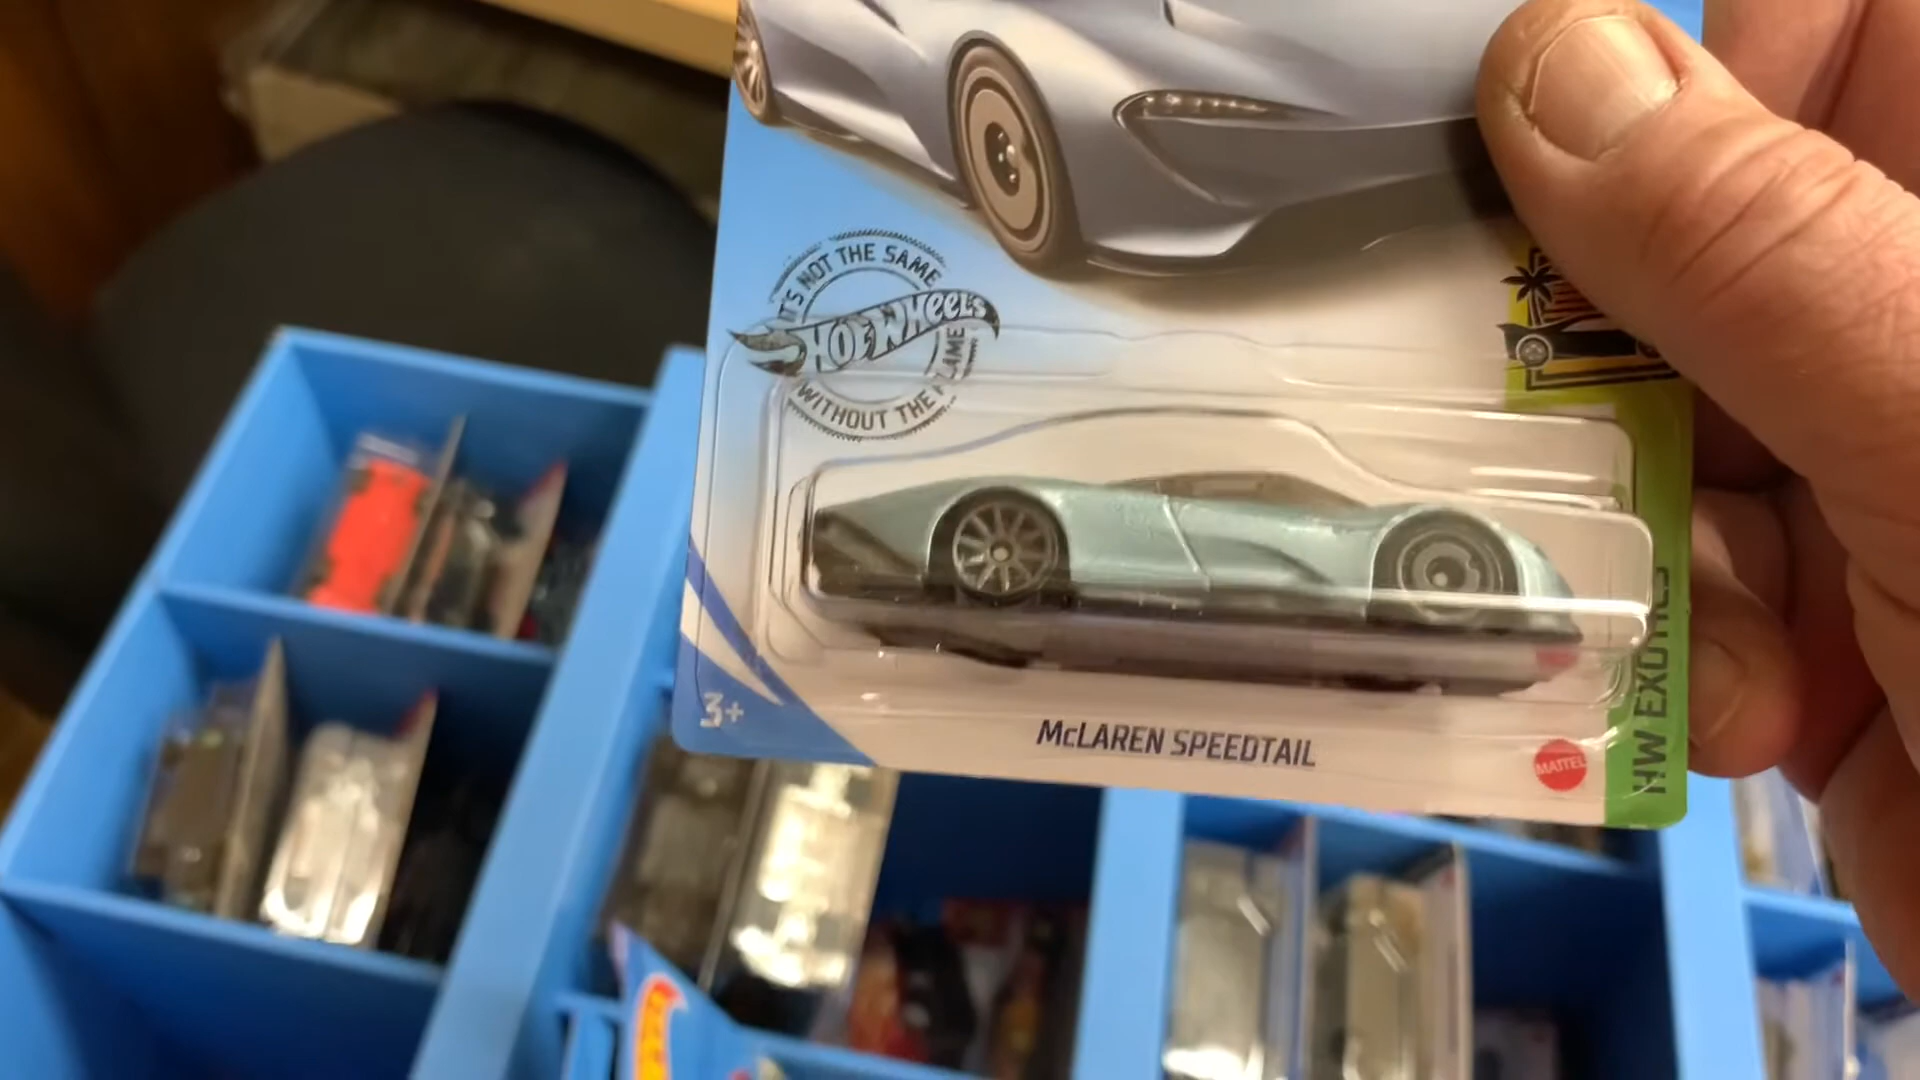 IT'S NOT THE SAME
Hot Wheels
WITHOUT THE FLAME
3+
McLAREN SPEEDTAIL
MATTEL
HW EXOTICS